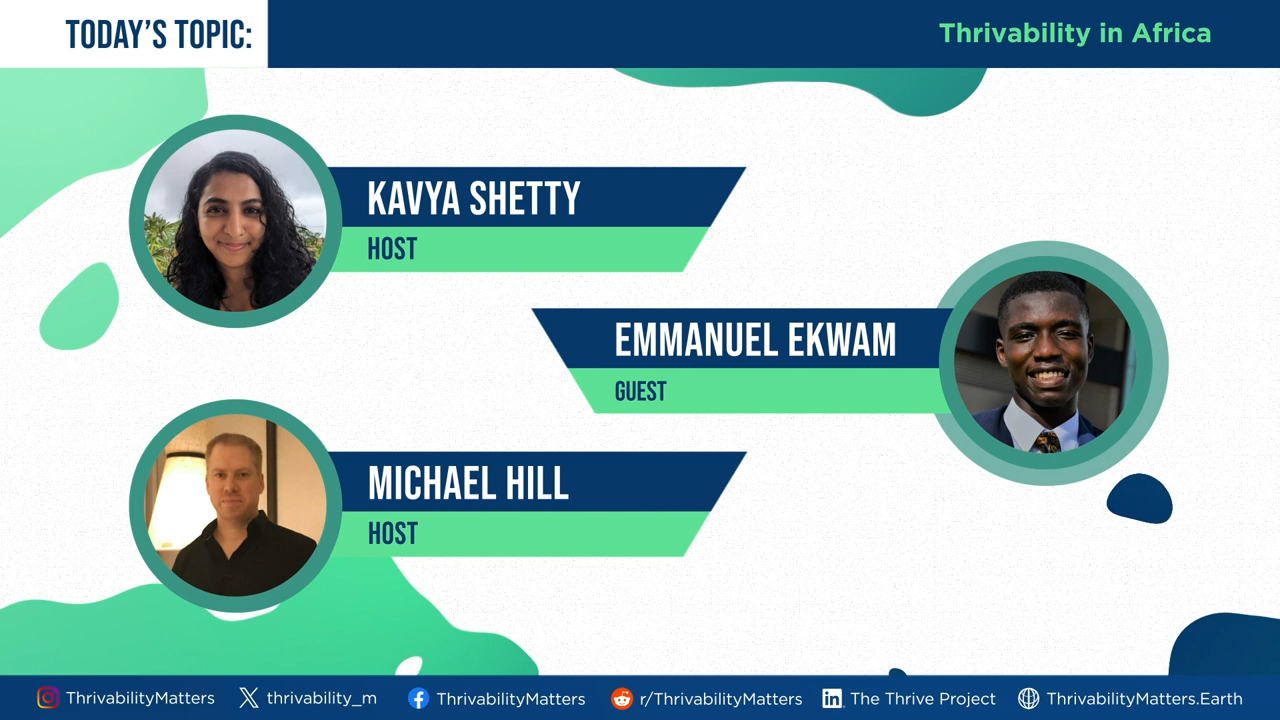 TODAY'S TOPIC:
Thrivability in Africa
KAVYA SHETTY
HOST
EMMANUEL EKWAM
GUEST
MICHAEL HILL
HOST
ThrivabilityMatters thrivability_m ThrivabilityMatters r/ThrivabilityMatters The Thrive Project ThrivabilityMatters.Earth